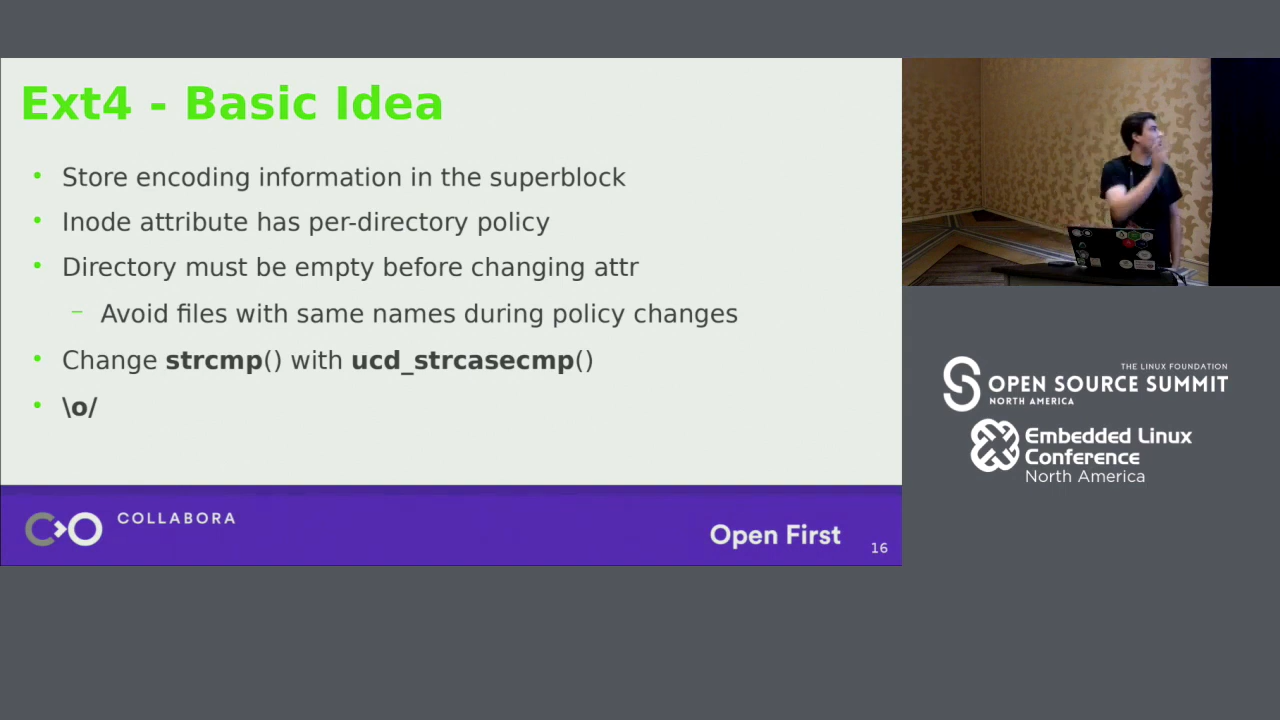 Ext4 - Basic Idea
• Store encoding information in the superblock
• Inode attribute has per-directory policy
• Directory must be empty before changing attr
– Avoid files with same names during policy changes
• Change strcmp() with ucd_strcasecmp()
• \o/
COLLABORA
Open First
16
THE LINUX FOUNDATION
OPEN SOURCE SUMMIT
NORTH AMERICA
Embedded Linux
Conference
North America